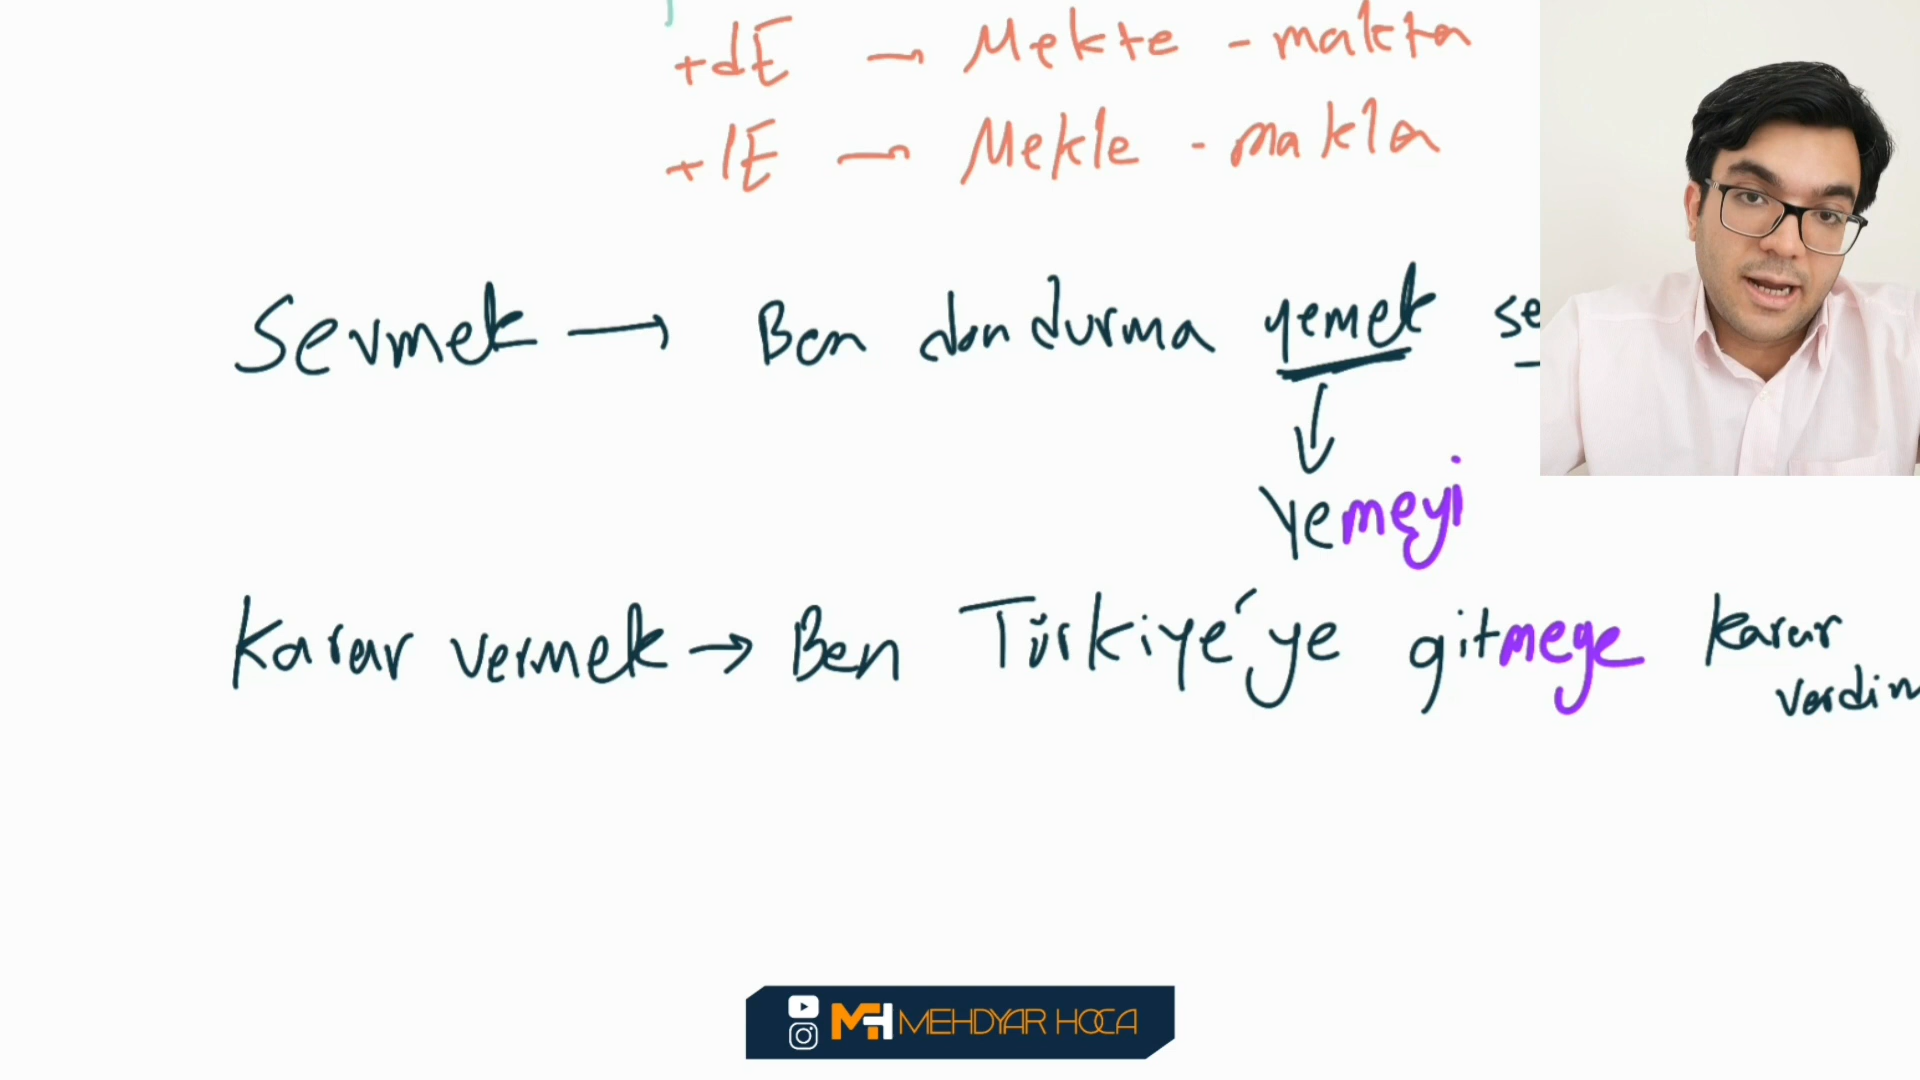 +dE → Mekte - makta
+lE → Mekle - makla
Sevmek → Ben dondurma yemek se
↓
yemeyi
Karar vermek → Ben Türkiye'ye gitmeye karar
verdim
MH MEHDYAR HOCA